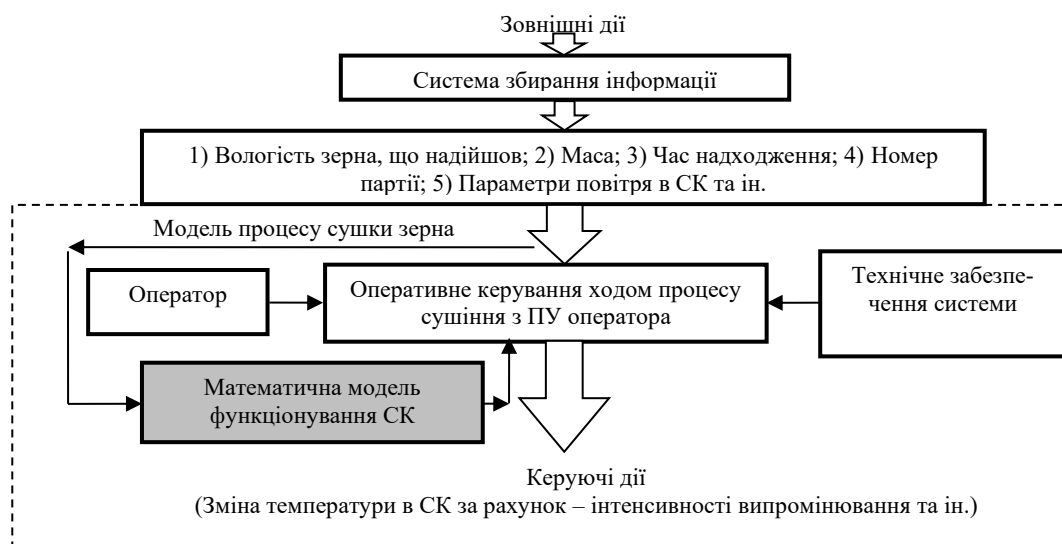 Зовнішні дії
Система збирання інформації
1) Вологість зерна, що надійшов; 2) Маса; 3) Час надходження; 4) Номер
партії; 5) Параметри повітря в СК та ін.
Модель процесу сушки зерна
Оператор
Оперативне керування ходом процесу
сушіння з ПУ оператора
Технічне забезпе-
чення системи
Математична модель
функціонування СК
Керуючі дії
(Зміна температури в СК за рахунок – інтенсивності випромінювання та ін.)